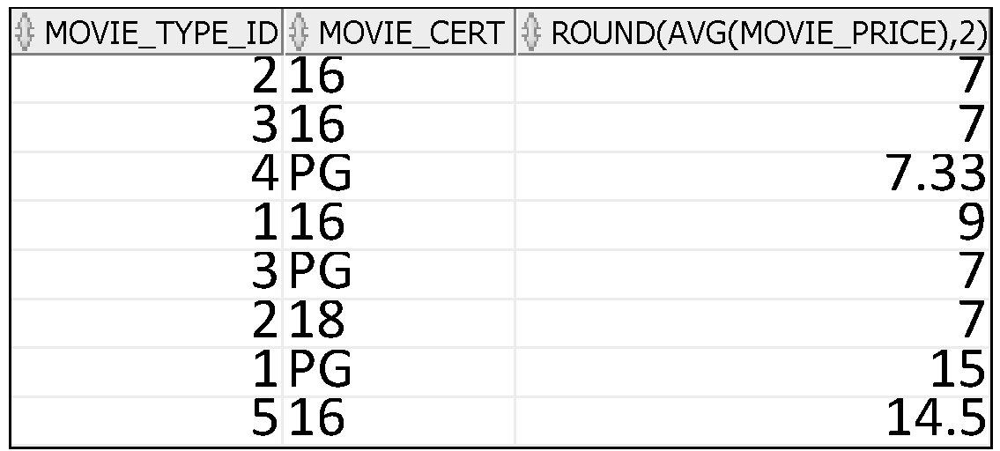 MOVIE_TYPE_ID MOVIE_CERT ROUND(AVG(MOVIE_PRICE),2)
2 16 7
3 16 7
4 PG 7.33
1 16 9
3 PG 7
2 18 7
1 PG 15
5 16 14.5